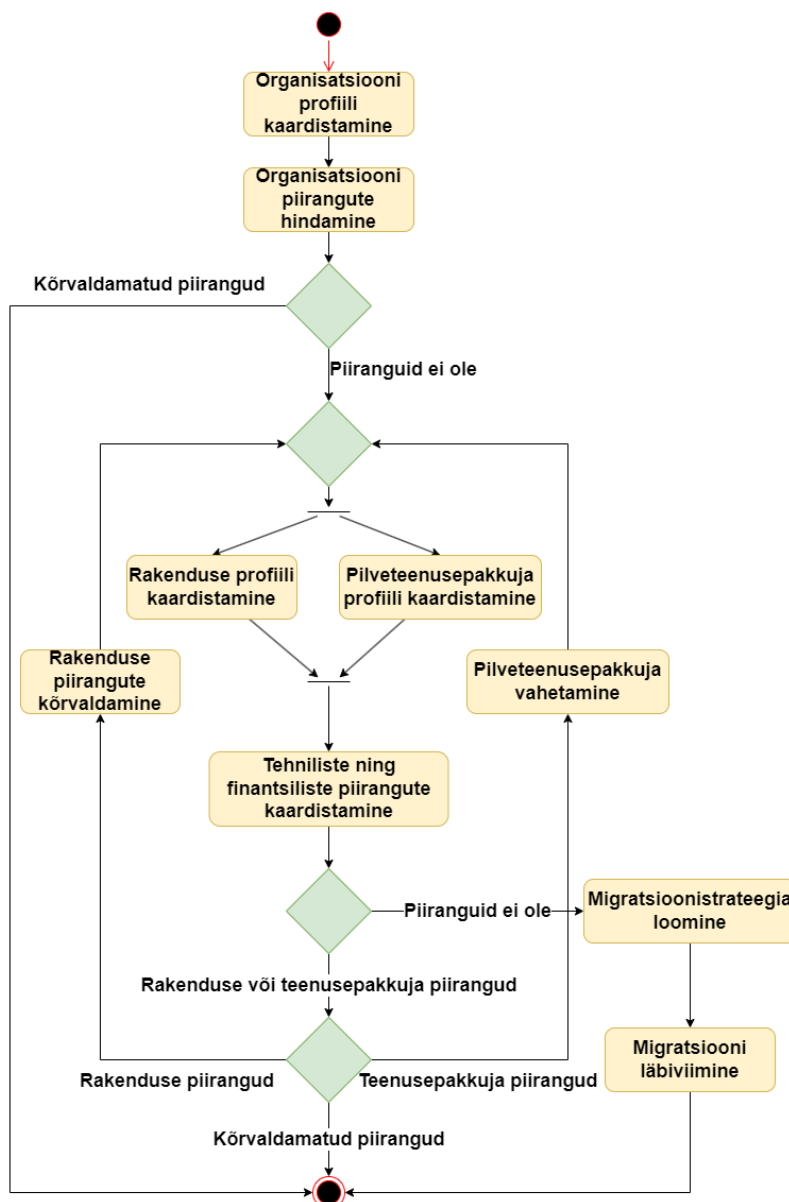 Organisatsiooni
profiili
kaardistamine
Organisatsiooni
piirangute
hindamine
Kõrvaldamatud piirangud
Piiranguid ei ole
Rakenduse profiili
kaardistamine
Pilveteenusepakkuja
profiili kaardistamine
Rakenduse
piirangute
kõrvaldamine
Pilveteenusepakkuja
vahetamine
Tehniliste ning
finantsiliste piirangute
kaardistamine
Piiranguid ei ole
Migratsioonistrateegia
loomine
Rakenduse või teenusepakkuja piirangud
Migratsiooni
läbiviimine
Rakenduse piirangud
Teenusepakkuja piirangud
Kõrvaldamatud piirangud